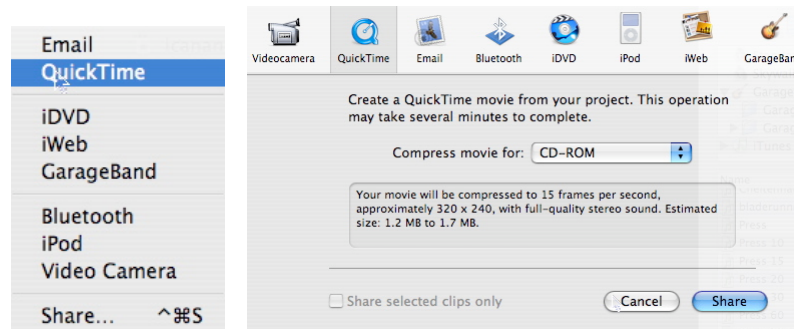 Email
QuickTime
iDVD
iWeb
GarageBand
Bluetooth
iPod
Video Camera
Share... ^⌘S
Videocamera QuickTime Email Bluetooth iDVD iPod iWeb GarageBan
Create a QuickTime movie from your project. This operation
may take several minutes to complete.
Compress movie for: CD-ROM
Your movie will be compressed to 15 frames per second,
approximately 320 x 240, with full-quality stereo sound. Estimated
size: 1.2 MB to 1.7 MB.
Share selected clips only Cancel Share